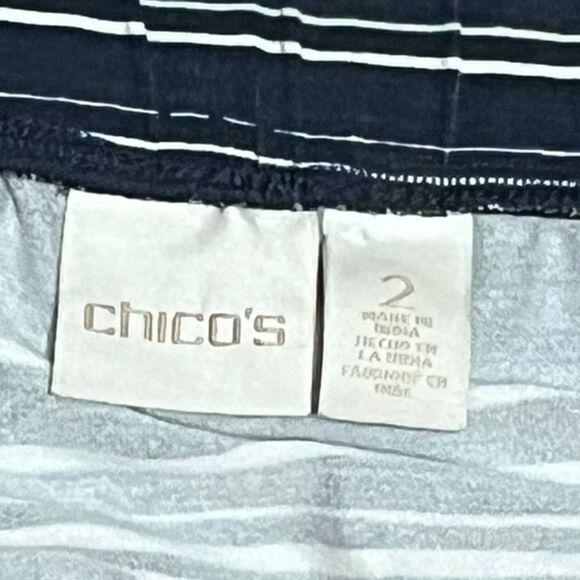 chico's
2
MADE IN
INDIA
HECHO EN
LA INDIA
FABRIQUÉ EN
INDE